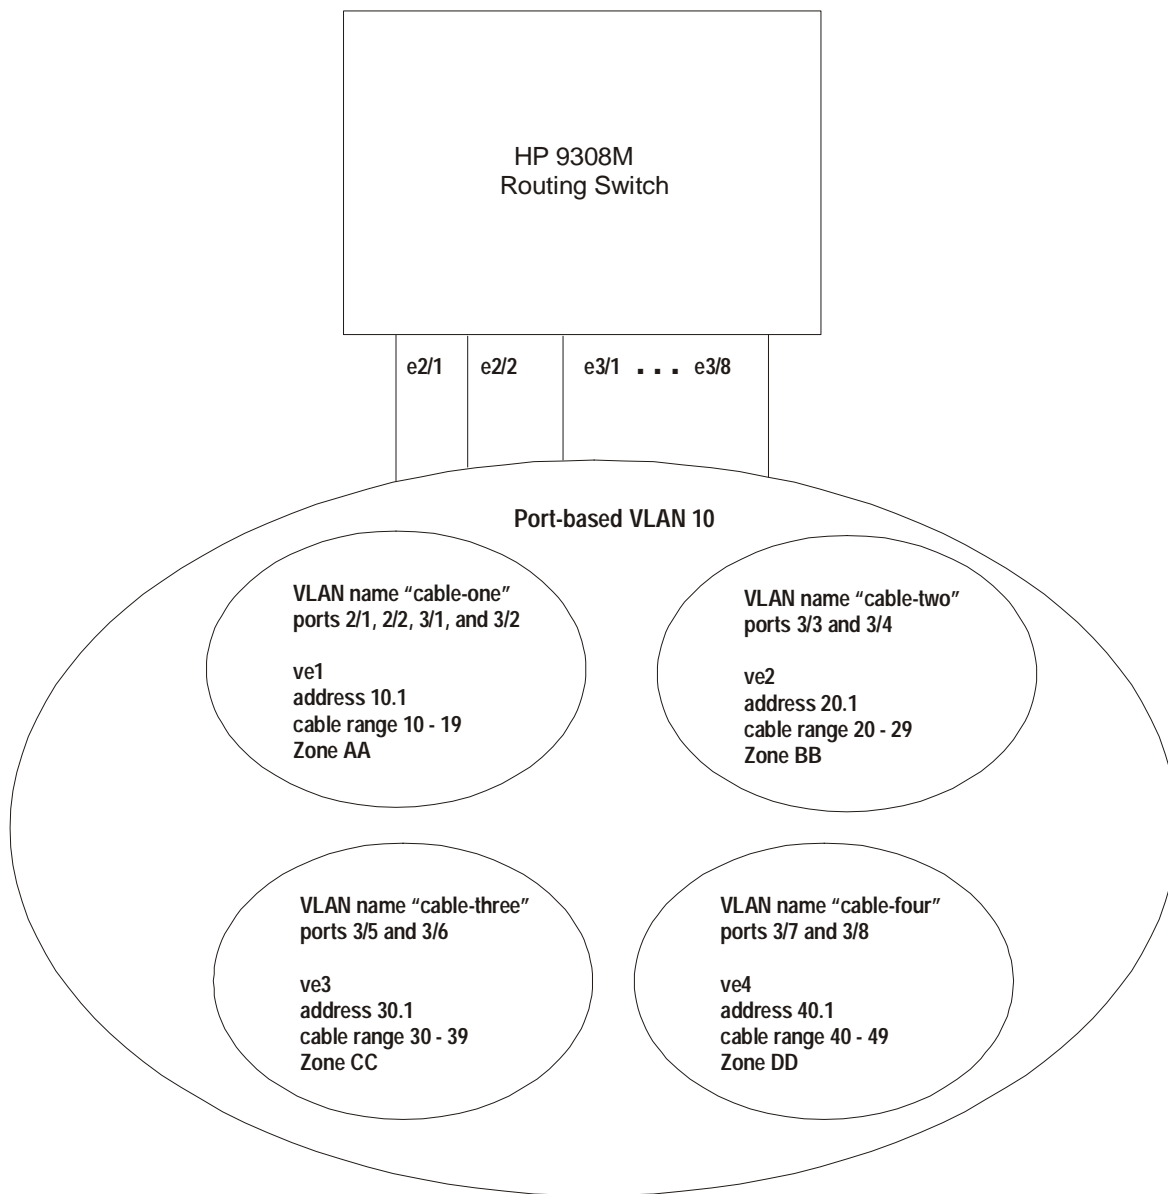 HP 9308M
Routing Switch
e2/1 e2/2 e3/1 . . . e3/8
Port-based VLAN 10
VLAN name “cable-one”
ports 2/1, 2/2, 3/1, and 3/2
ve1
address 10.1
cable range 10 - 19
Zone AA
VLAN name “cable-two”
ports 3/3 and 3/4
ve2
address 20.1
cable range 20 - 29
Zone BB
VLAN name “cable-three”
ports 3/5 and 3/6
ve3
address 30.1
cable range 30 - 39
Zone CC
VLAN name “cable-four”
ports 3/7 and 3/8
ve4
address 40.1
cable range 40 - 49
Zone DD